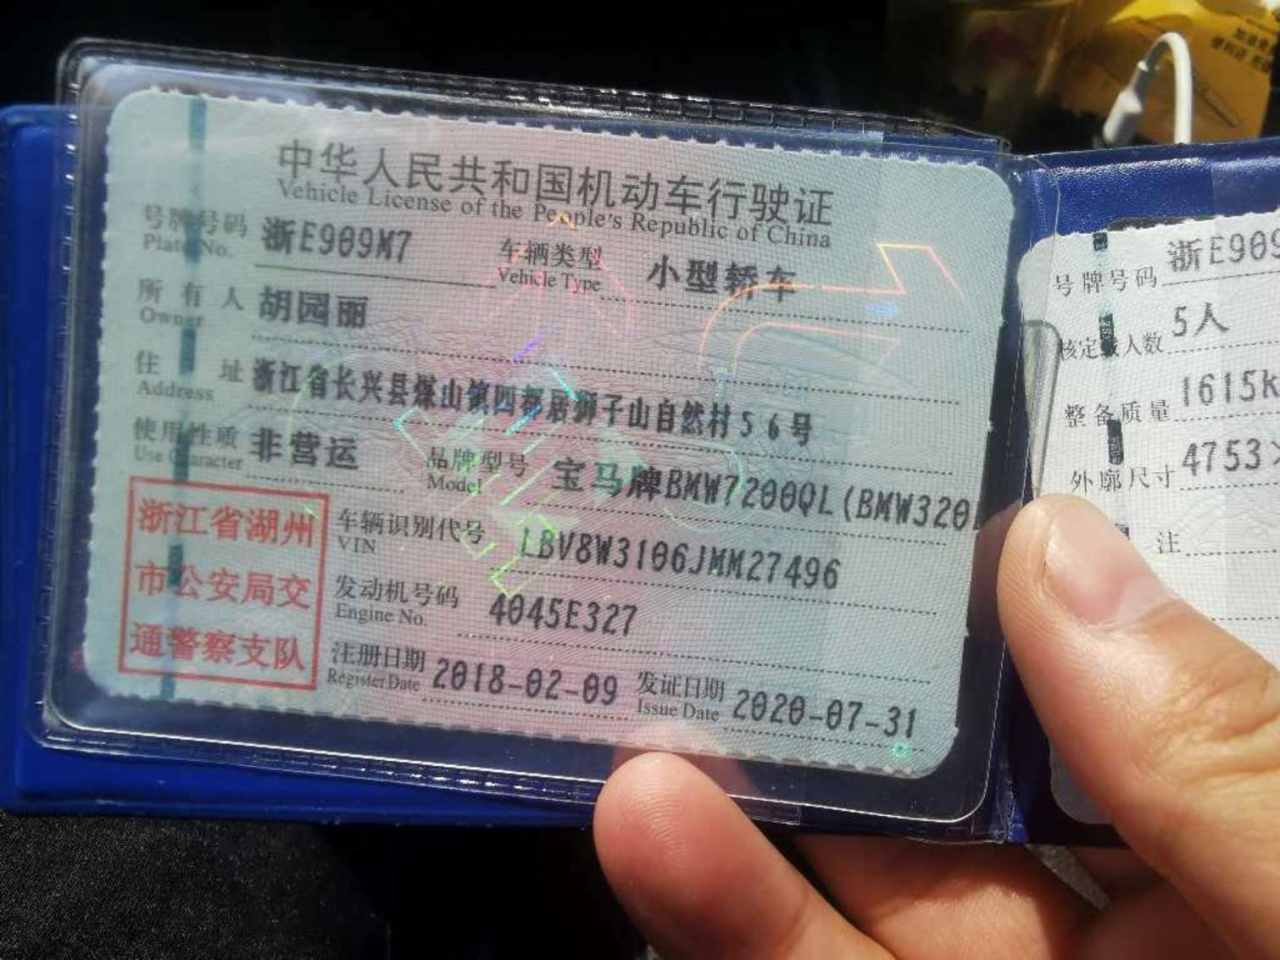 中华人民共和国机动车行驶证
Vehicle License of the People's Republic of China
号牌号码 浙E909M7 车辆类型 小型轿车
Plate No. Vehicle Type
所有人 胡园丽
Owner
住址 浙江省长兴县煤山镇四都居狮子山自然村56号
Address
使用性质 非营运 品牌型号 宝马牌BMW7200QL(BMW320
Use Character Model
浙江省湖州
市公安局交
通警察支队
车辆识别代号 LBV8W3106JMM27496
VIN
发动机号码 4045E327
Engine No.
注册日期 2018-02-09 发证日期 2020-07-31
Register Date Issue Date
号牌号码 浙E909
核定载人数 5人
整备质量 1615k
外廓尺寸 4753×
注